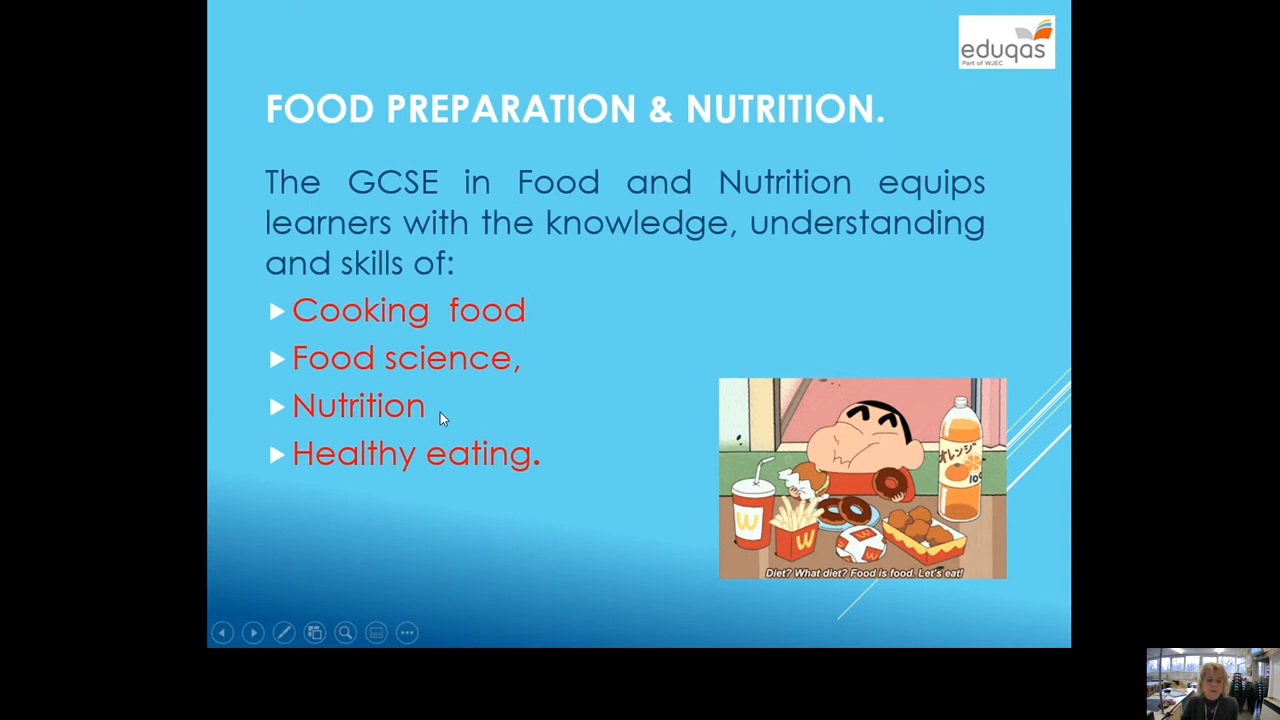 eduqas
Part of WJEC
FOOD PREPARATION & NUTRITION.
The GCSE in Food and Nutrition equips
learners with the knowledge, understanding
and skills of:
Cooking food
Food science,
Nutrition
Healthy eating.
オレンジ
100
W
W
W
Diet? What diet? Food is food. Let's eat!